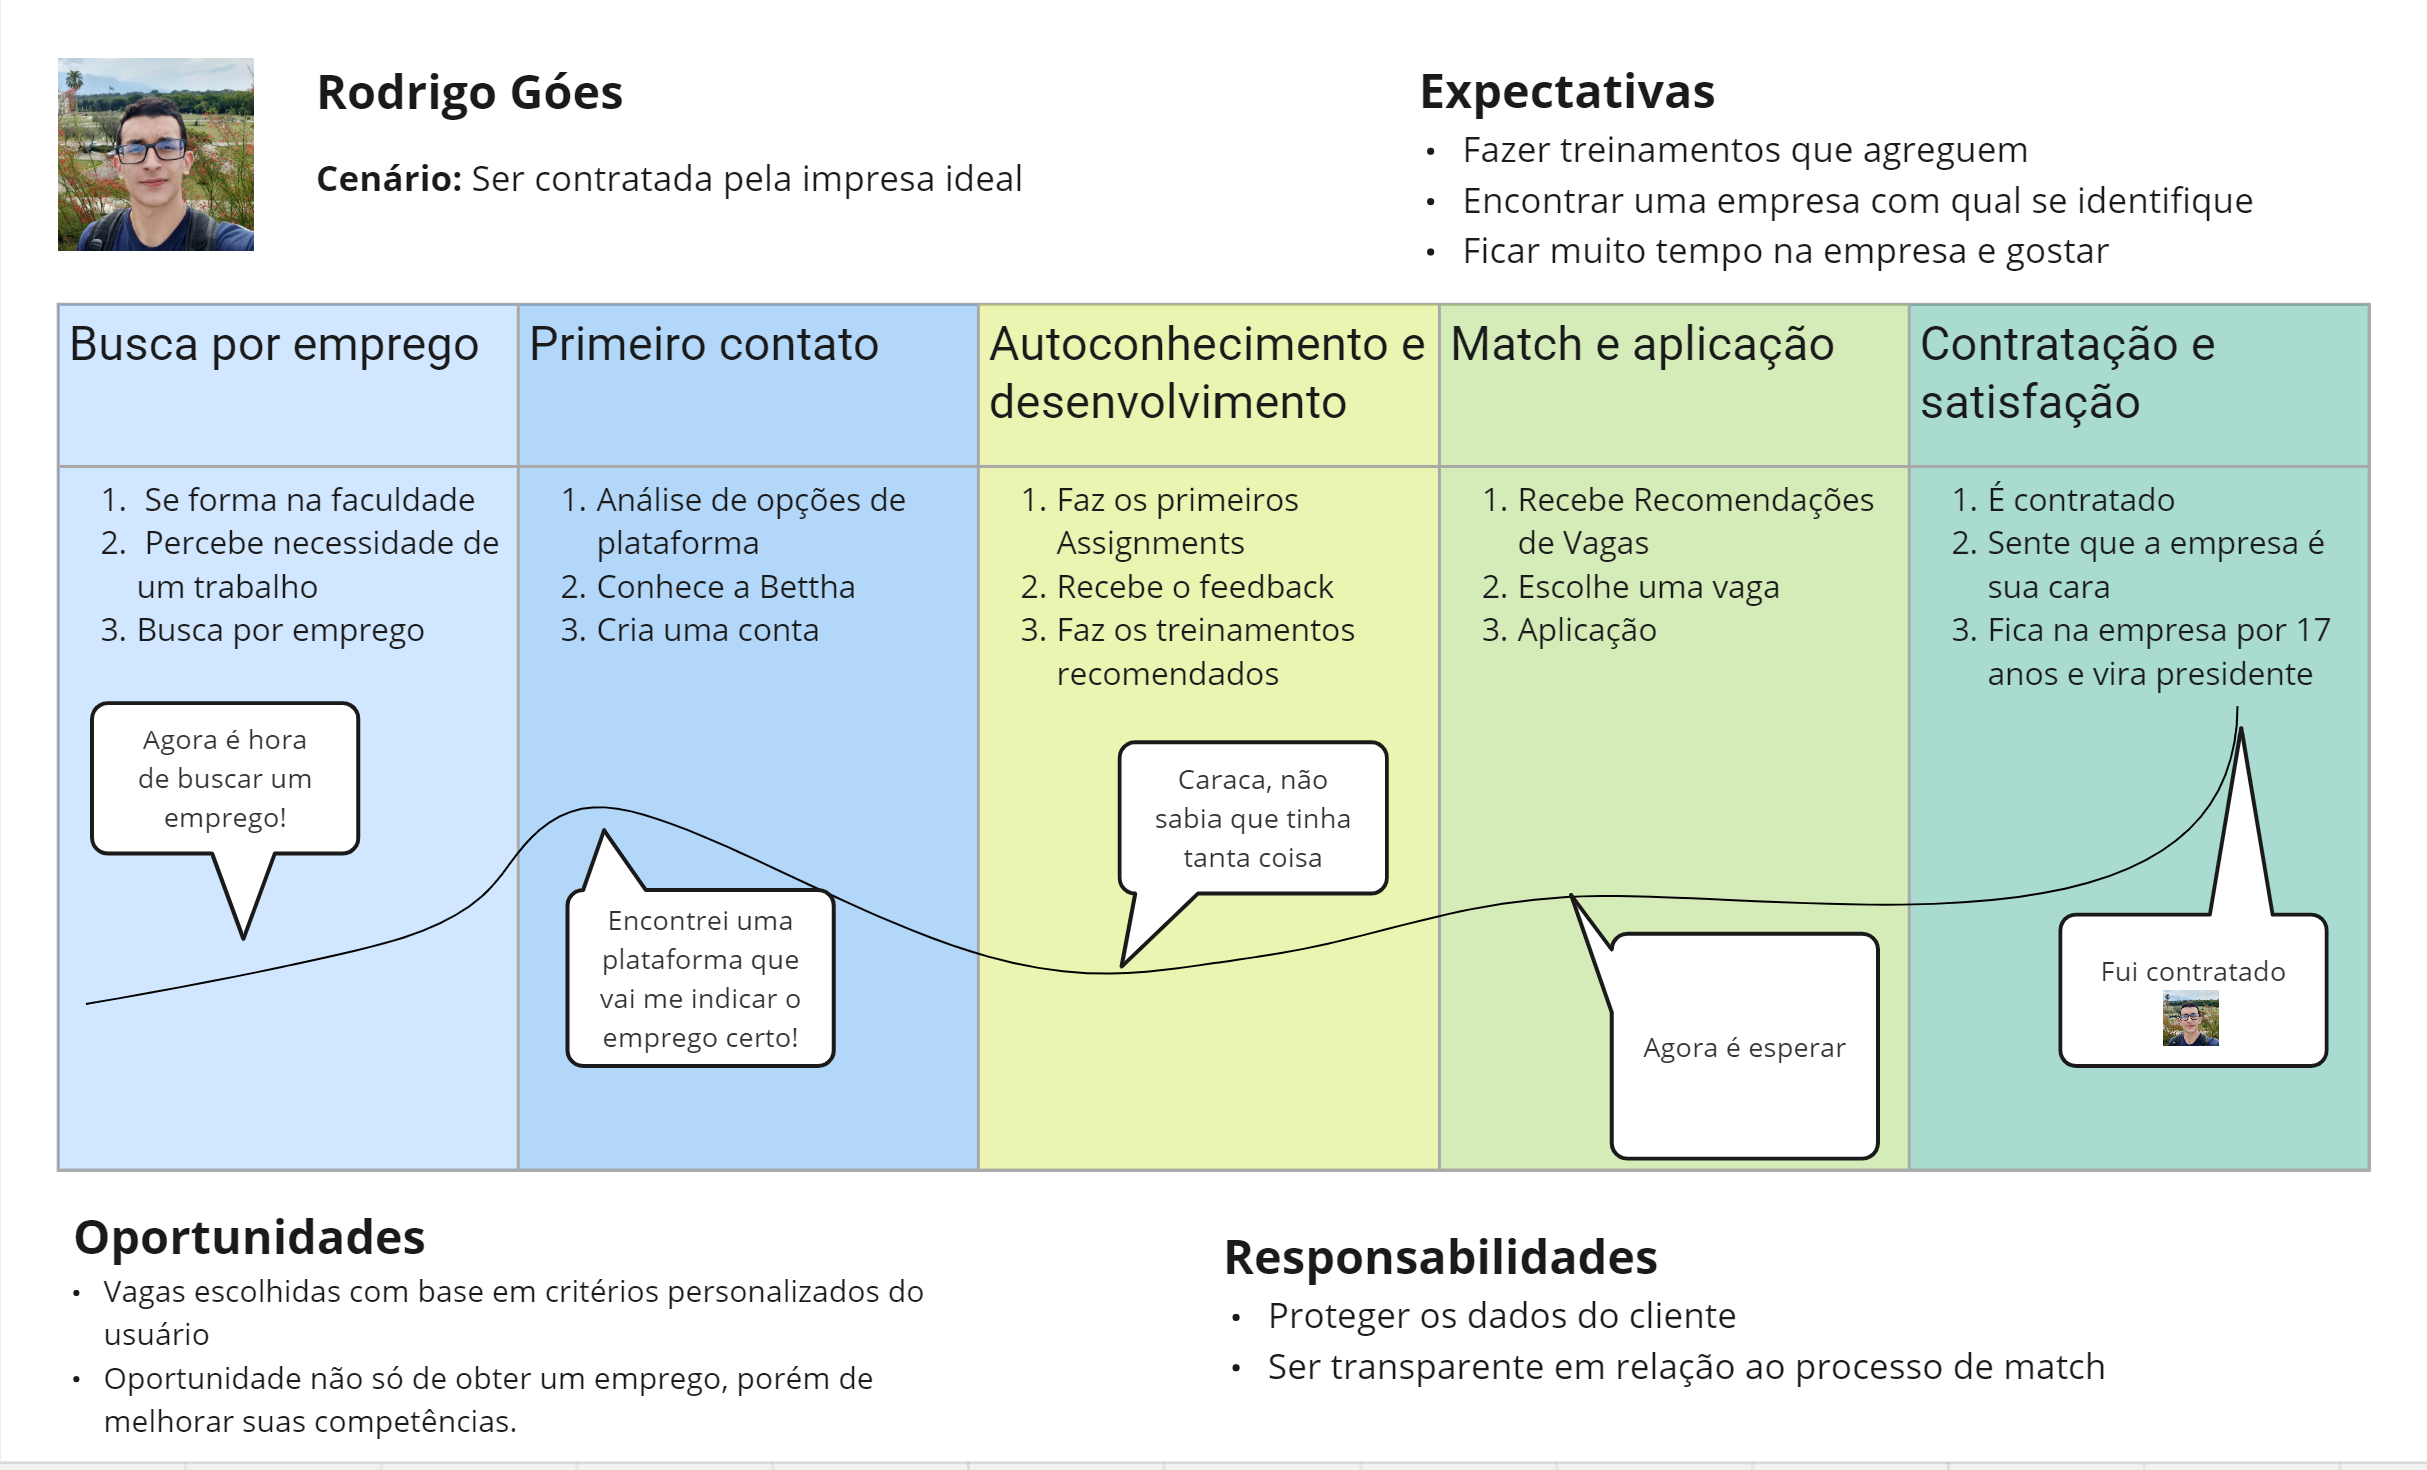 Rodrigo Góes
Cenário: Ser contratada pela impresa ideal
Expectativas
• Fazer treinamentos que agreguem
• Encontrar uma empresa com qual se identifique
• Ficar muito tempo na empresa e gostar
Busca por emprego
1. Se forma na faculdade
2. Percebe necessidade de
um trabalho
3. Busca por emprego
Agora é hora
de buscar um
emprego!
Primeiro contato
1. Análise de opções de
plataforma
2. Conhece a Bettha
3. Cria uma conta
Encontrei uma
plataforma que
vai me indicar o
emprego certo!
Autoconhecimento e
desenvolvimento
1. Faz os primeiros
Assignments
2. Recebe o feedback
3. Faz os treinamentos
recomendados
Caraca, não
sabia que tinha
tanta coisa
Match e aplicação
1. Recebe Recomendações
de Vagas
2. Escolhe uma vaga
3. Aplicação
Agora é esperar
Contratação e
satisfação
1. É contratado
2. Sente que a empresa é
sua cara
3. Fica na empresa por 17
anos e vira presidente
Fui contratado
Oportunidades
• Vagas escolhidas com base em critérios personalizados do
usuário
• Oportunidade não só de obter um emprego, porém de
melhorar suas competências.
Responsabilidades
• Proteger os dados do cliente
• Ser transparente em relação ao processo de match